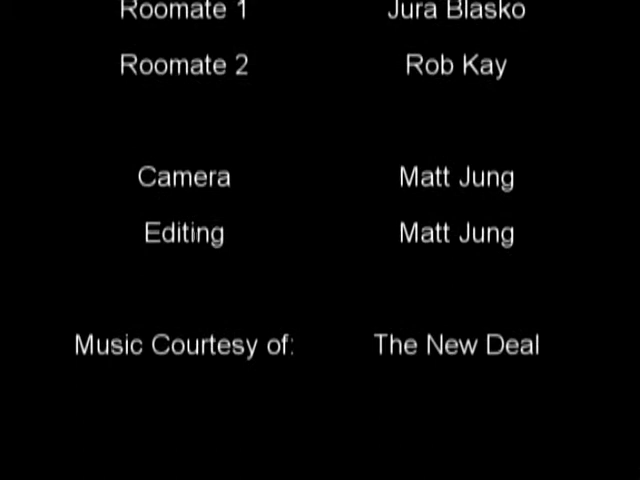 Roomate 1 Jura Blasko
Roomate 2 Rob Kay
Camera Matt Jung
Editing Matt Jung
Music Courtesy of: The New Deal